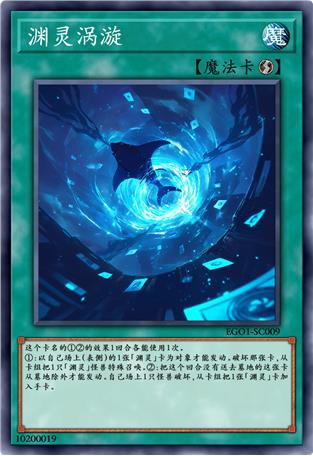 渊灵涡漩
魔
【魔法卡】
EGO1-SC009
这个卡名的①②的效果1回合各能使用1次。
①:以自己场上(表侧)的1张「渊灵」卡为对象才能发动。破坏那张卡,从
卡组把1只「渊灵」怪兽特殊召唤。②:把这个回合没有送去墓地的这张卡
从墓地除外才能发动。自己场上1只怪兽破坏,从卡组把1张「渊灵」卡加
入手卡。
10200019